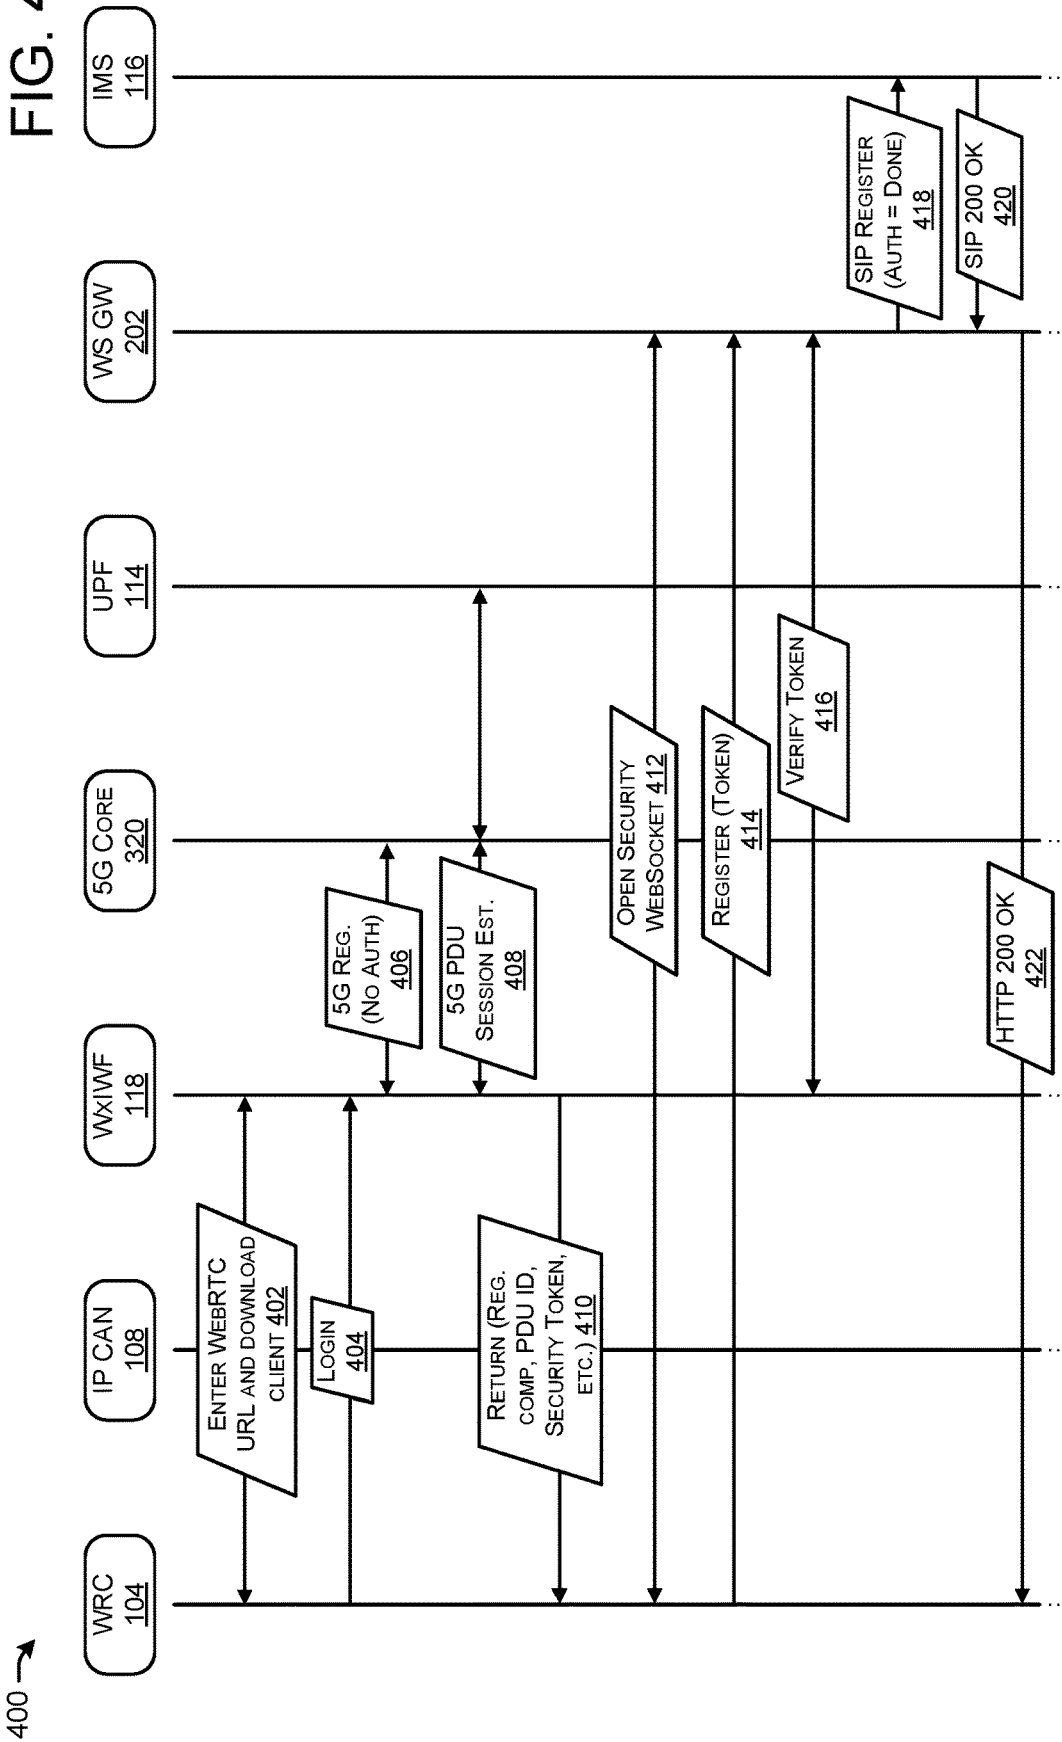 400
FIG. 4
WRC
104
IP CAN
108
WxIWF
118
5G CORE
320
UPF
114
WS GW
202
IMS
116
ENTER WEBRTC
URL AND DOWNLOAD
CLIENT 402
LOGIN
404
5G REG.
(NO AUTH)
406
5G PDU
SESSION EST.
408
RETURN (REG.
COMP, PDU ID,
SECURITY TOKEN,
ETC.) 410
OPEN SECURITY
WEBSOCKET 412
REGISTER (TOKEN)
414
VERIFY TOKEN
416
SIP REGISTER
(AUTH = DONE)
418
SIP 200 OK
420
HTTP 200 OK
422